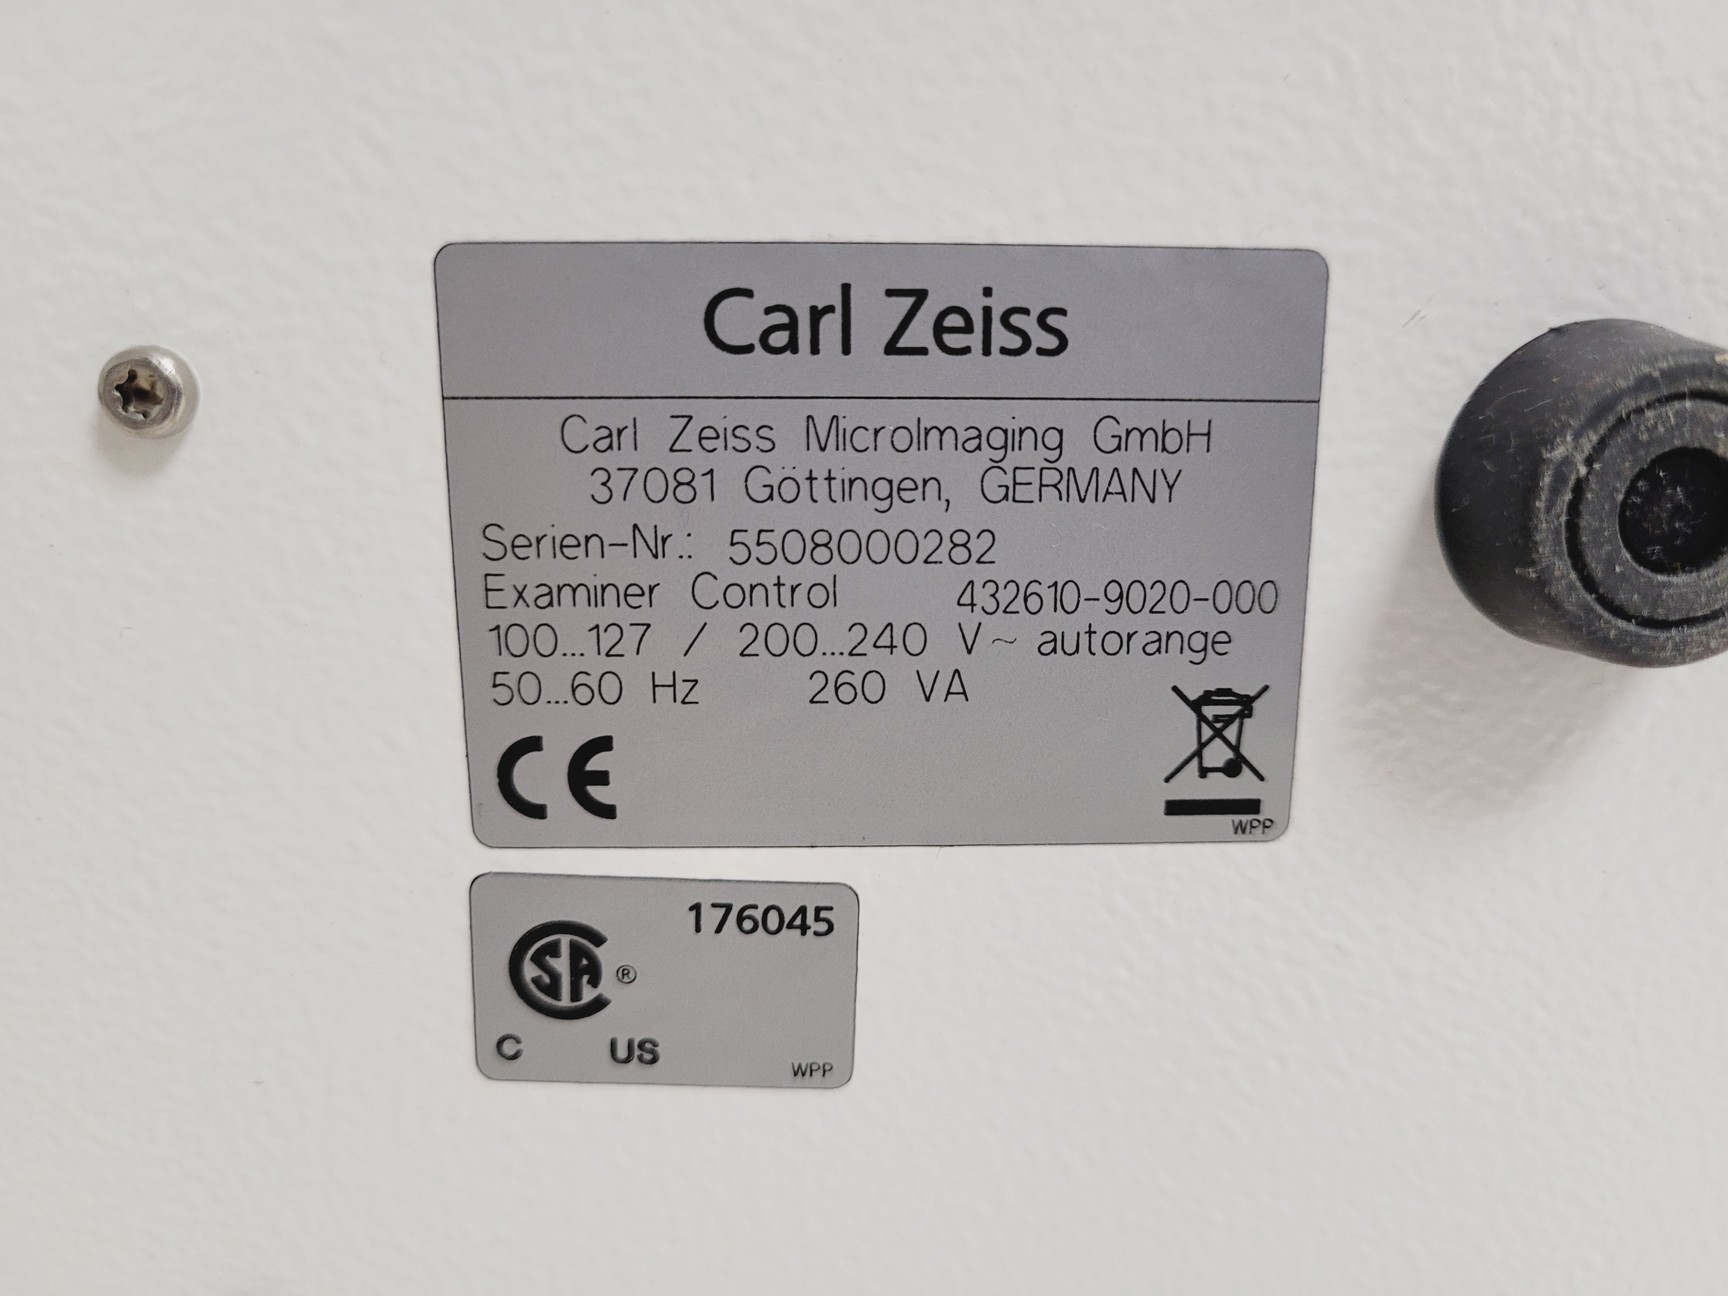 Carl Zeiss
Carl Zeiss MicroImaging GmbH
37081 Göttingen, GERMANY
Serien-Nr.: 5508000282
Examiner Control 432610-9020-000
100...127 / 200...240 V~ autorange
50...60 Hz 260 VA
CE
WPP
176045
CSA ®
C US
WPP